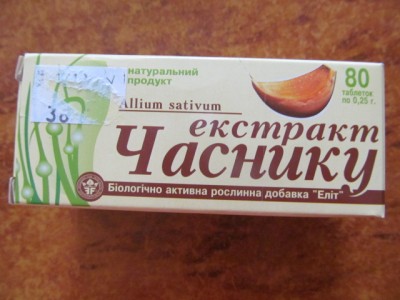 натуральний
продукт
Allium sativum
80
таблеток
по 0,25 г.
екстракт
Часнику
Біологічно активна рослинна добавка "Еліт"